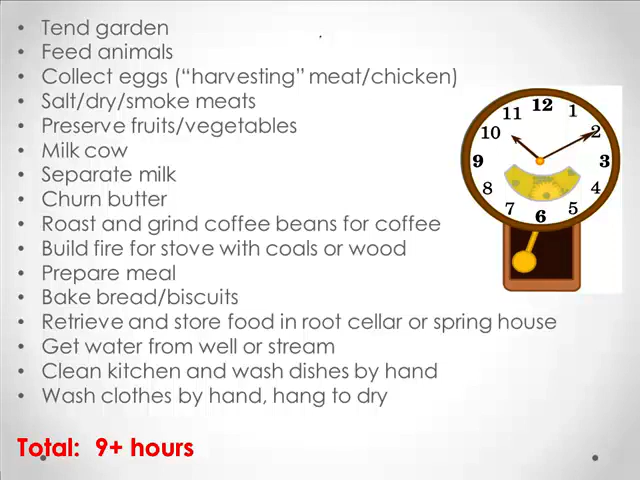 • Tend garden
• Feed animals
• Collect eggs (“harvesting” meat/chicken)
• Salt/dry/smoke meats
• Preserve fruits/vegetables
• Milk cow
• Separate milk
• Churn butter
• Roast and grind coffee beans for coffee
• Build fire for stove with coals or wood
• Prepare meal
• Bake bread/biscuits
• Retrieve and store food in root cellar or spring house
• Get water from well or stream
• Clean kitchen and wash dishes by hand
• Wash clothes by hand, hang to dry
Total: 9+ hours
12
1
2
3
4
5
6
7
8
9
10
11